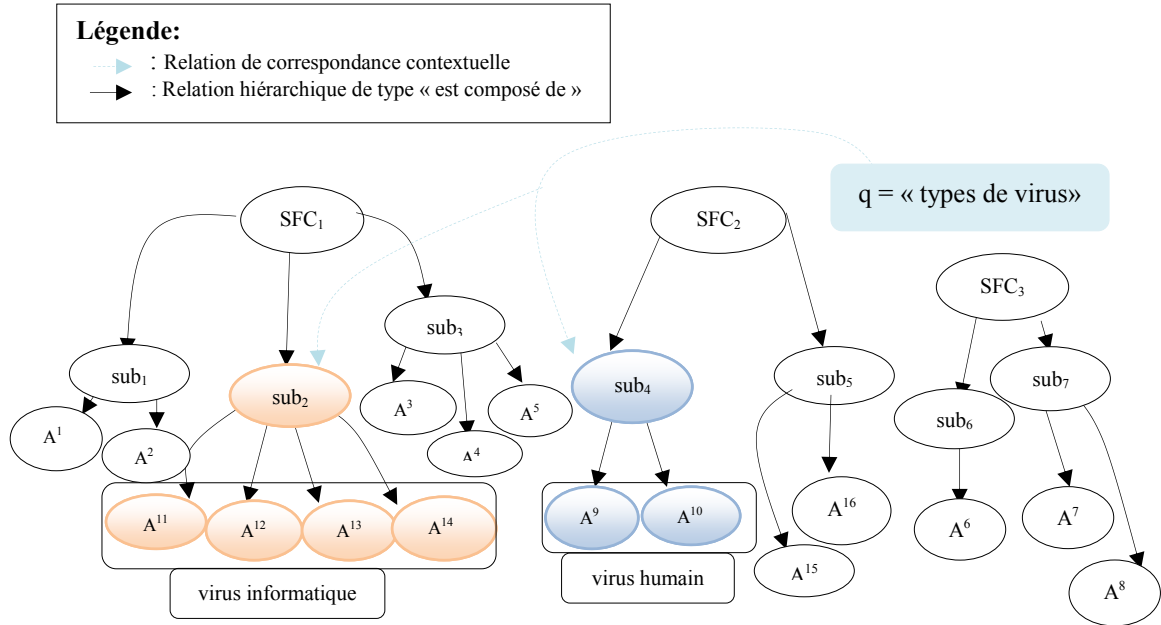 Légende:
: Relation de correspondance contextuelle
: Relation hiérarchique de type « est composé de »
q = « types de virus»
SFC₁
SFC₂
SFC₃
sub₁
sub₂
sub₃
sub₄
sub₅
sub₆
sub₇
A¹
A²
A³
A⁴
A⁵
A¹¹
A¹²
A¹³
A¹⁴
A⁹
A¹⁰
A¹⁵
A¹⁶
A⁶
A⁷
A⁸
virus informatique
virus humain